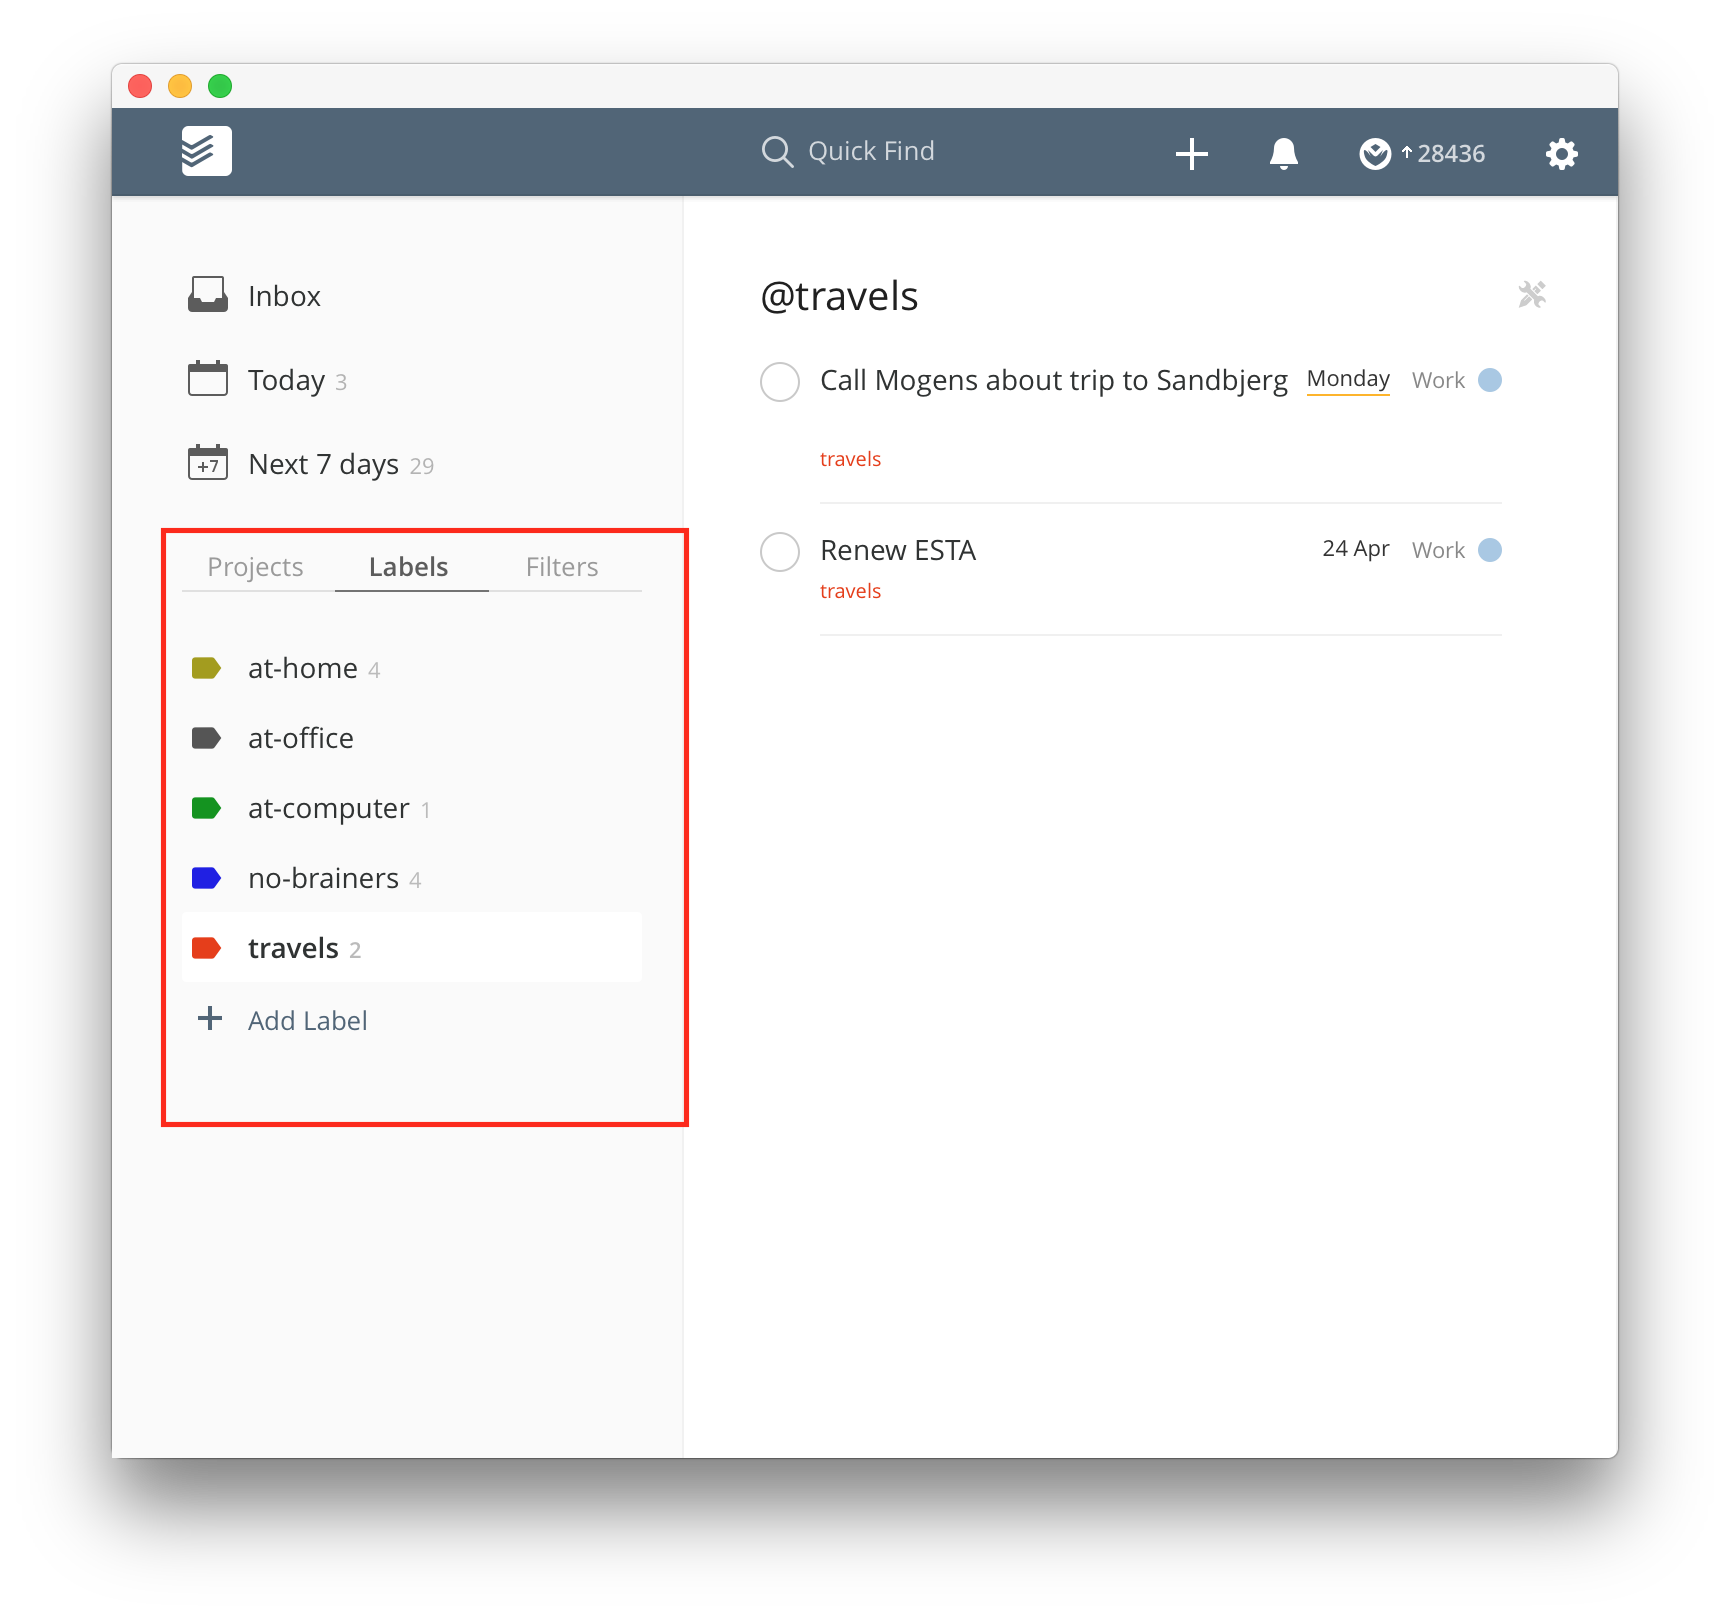 Quick Find
28436
Inbox
Today 3
+7
Next 7 days 29
Projects Labels Filters
at-home 4
at-office
at-computer 1
no-brainers 4
travels 2
Add Label
@travels
Call Mogens about trip to Sandbjerg Monday Work
travels
Renew ESTA 24 Apr Work
travels